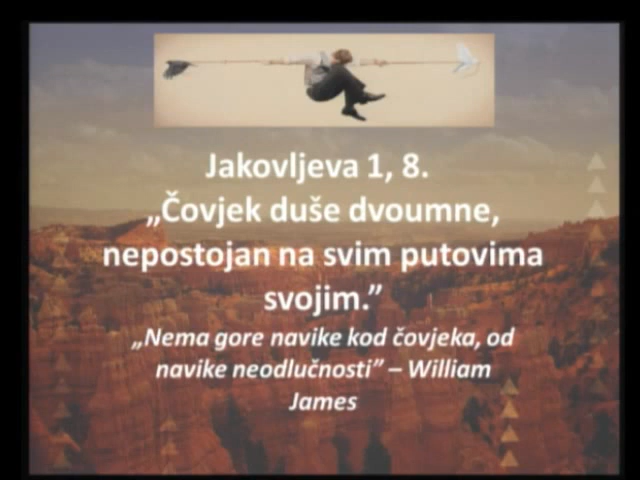 Jakovljeva 1, 8.
„Čovjek duše dvoumne,
nepostojan na svim putovima
svojim.”
„Nema gore navike kod čovjeka, od
navike neodlučnosti” – William
James